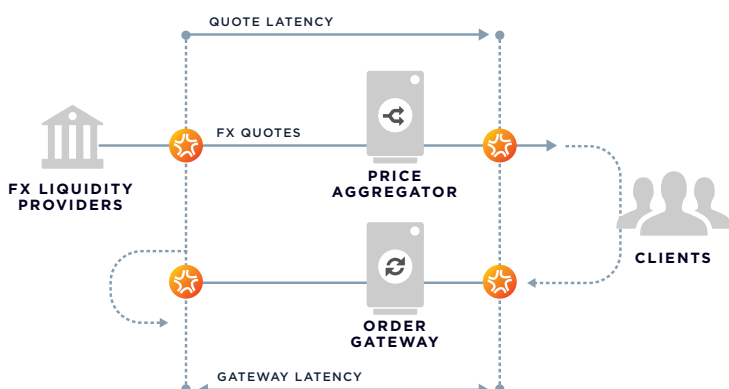 QUOTE LATENCY
FX QUOTES
PRICE
AGGREGATOR
FX LIQUIDITY
PROVIDERS
CLIENTS
ORDER
GATEWAY
GATEWAY LATENCY